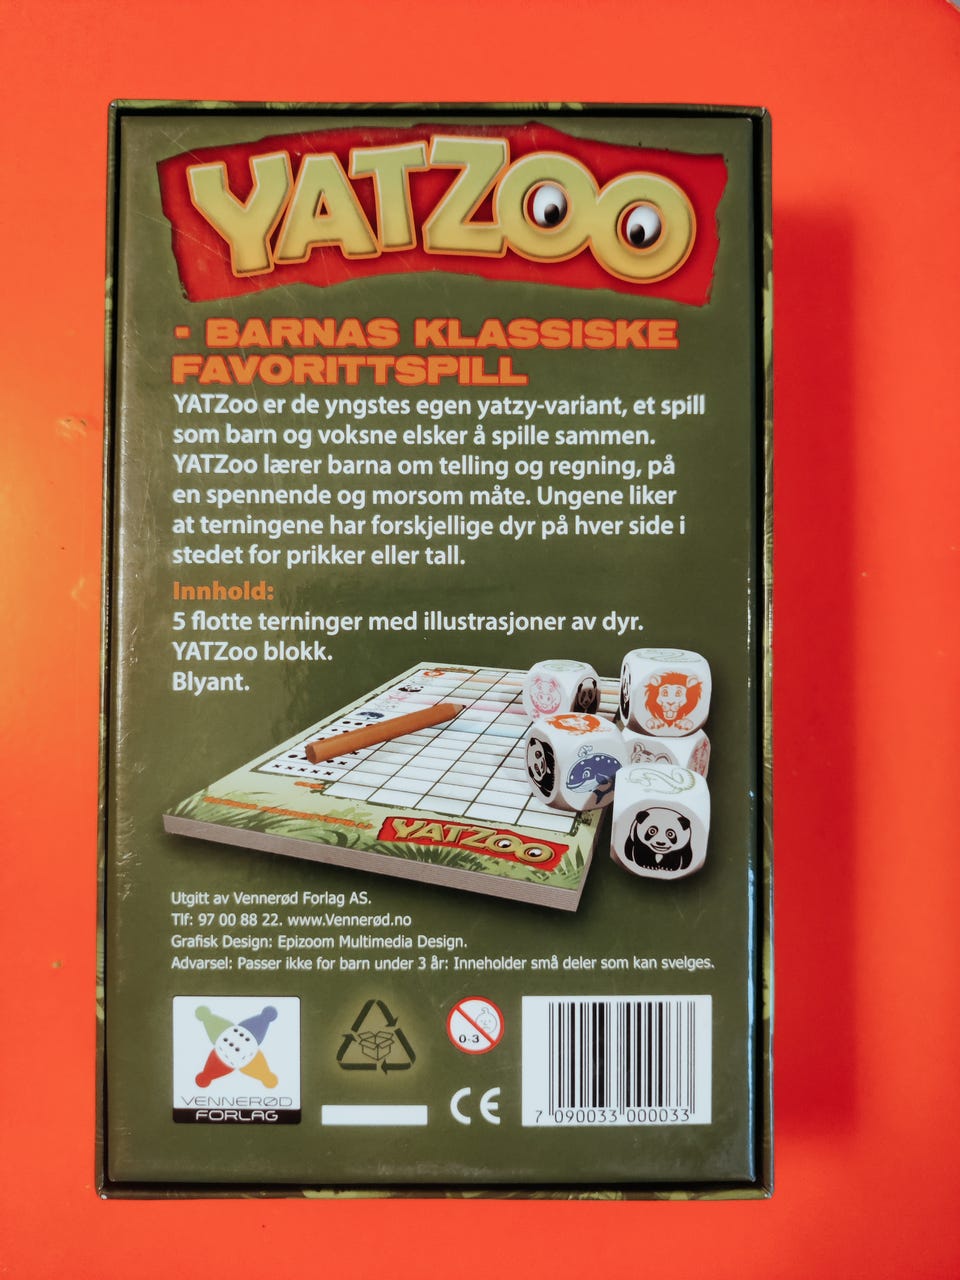 YATZOO
- BARNAS KLASSISKE
FAVORITTSPILL
YATZoo er de yngstes egen yatzy-variant, et spill
som barn og voksne elsker å spille sammen.
YATZoo lærer barna om telling og regning, på
en spennende og morsom måte. Ungene liker
at terningene har forskjellige dyr på hver side i
stedet for prikker eller tall.
Innhold:
5 flotte terninger med illustrasjoner av dyr.
YATZoo blokk.
Blyant.
YATZOO
Utgitt av Vennerød Forlag AS.
Tlf: 97 00 88 22. www.Vennerød.no
Grafisk Design: Epizoom Multimedia Design.
Advarsel: Passer ikke for barn under 3 år: Inneholder små deler som kan svelges.
0-3
VENNERØD
FORLAG
CE
7 090033 000033